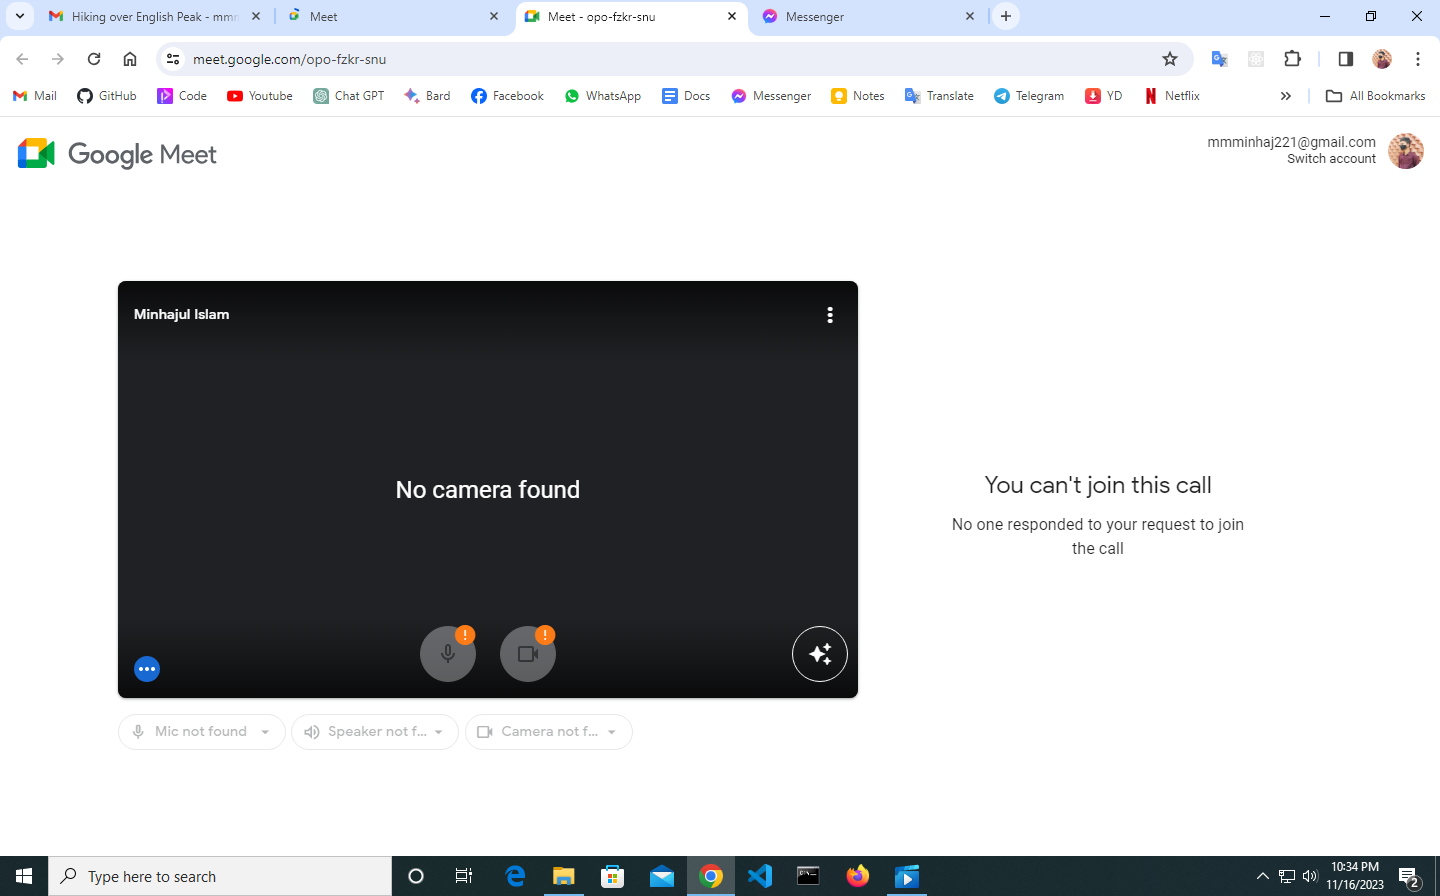 Hiking over English Peak - mmm
Meet
Meet - opo-fzkr-snu
Messenger
meet.google.com/opo-fzkr-snu
Mail
GitHub
Code
Youtube
Chat GPT
Bard
Facebook
WhatsApp
Docs
Messenger
Notes
Translate
Telegram
YD
Netflix
All Bookmarks
Google Meet
mmminhaj221@gmail.com
Switch account
Minhajul Islam
No camera found
You can't join this call
No one responded to your request to join
the call
Mic not found
Speaker not f...
Camera not f...
Type here to search
10:34 PM
11/16/2023
2